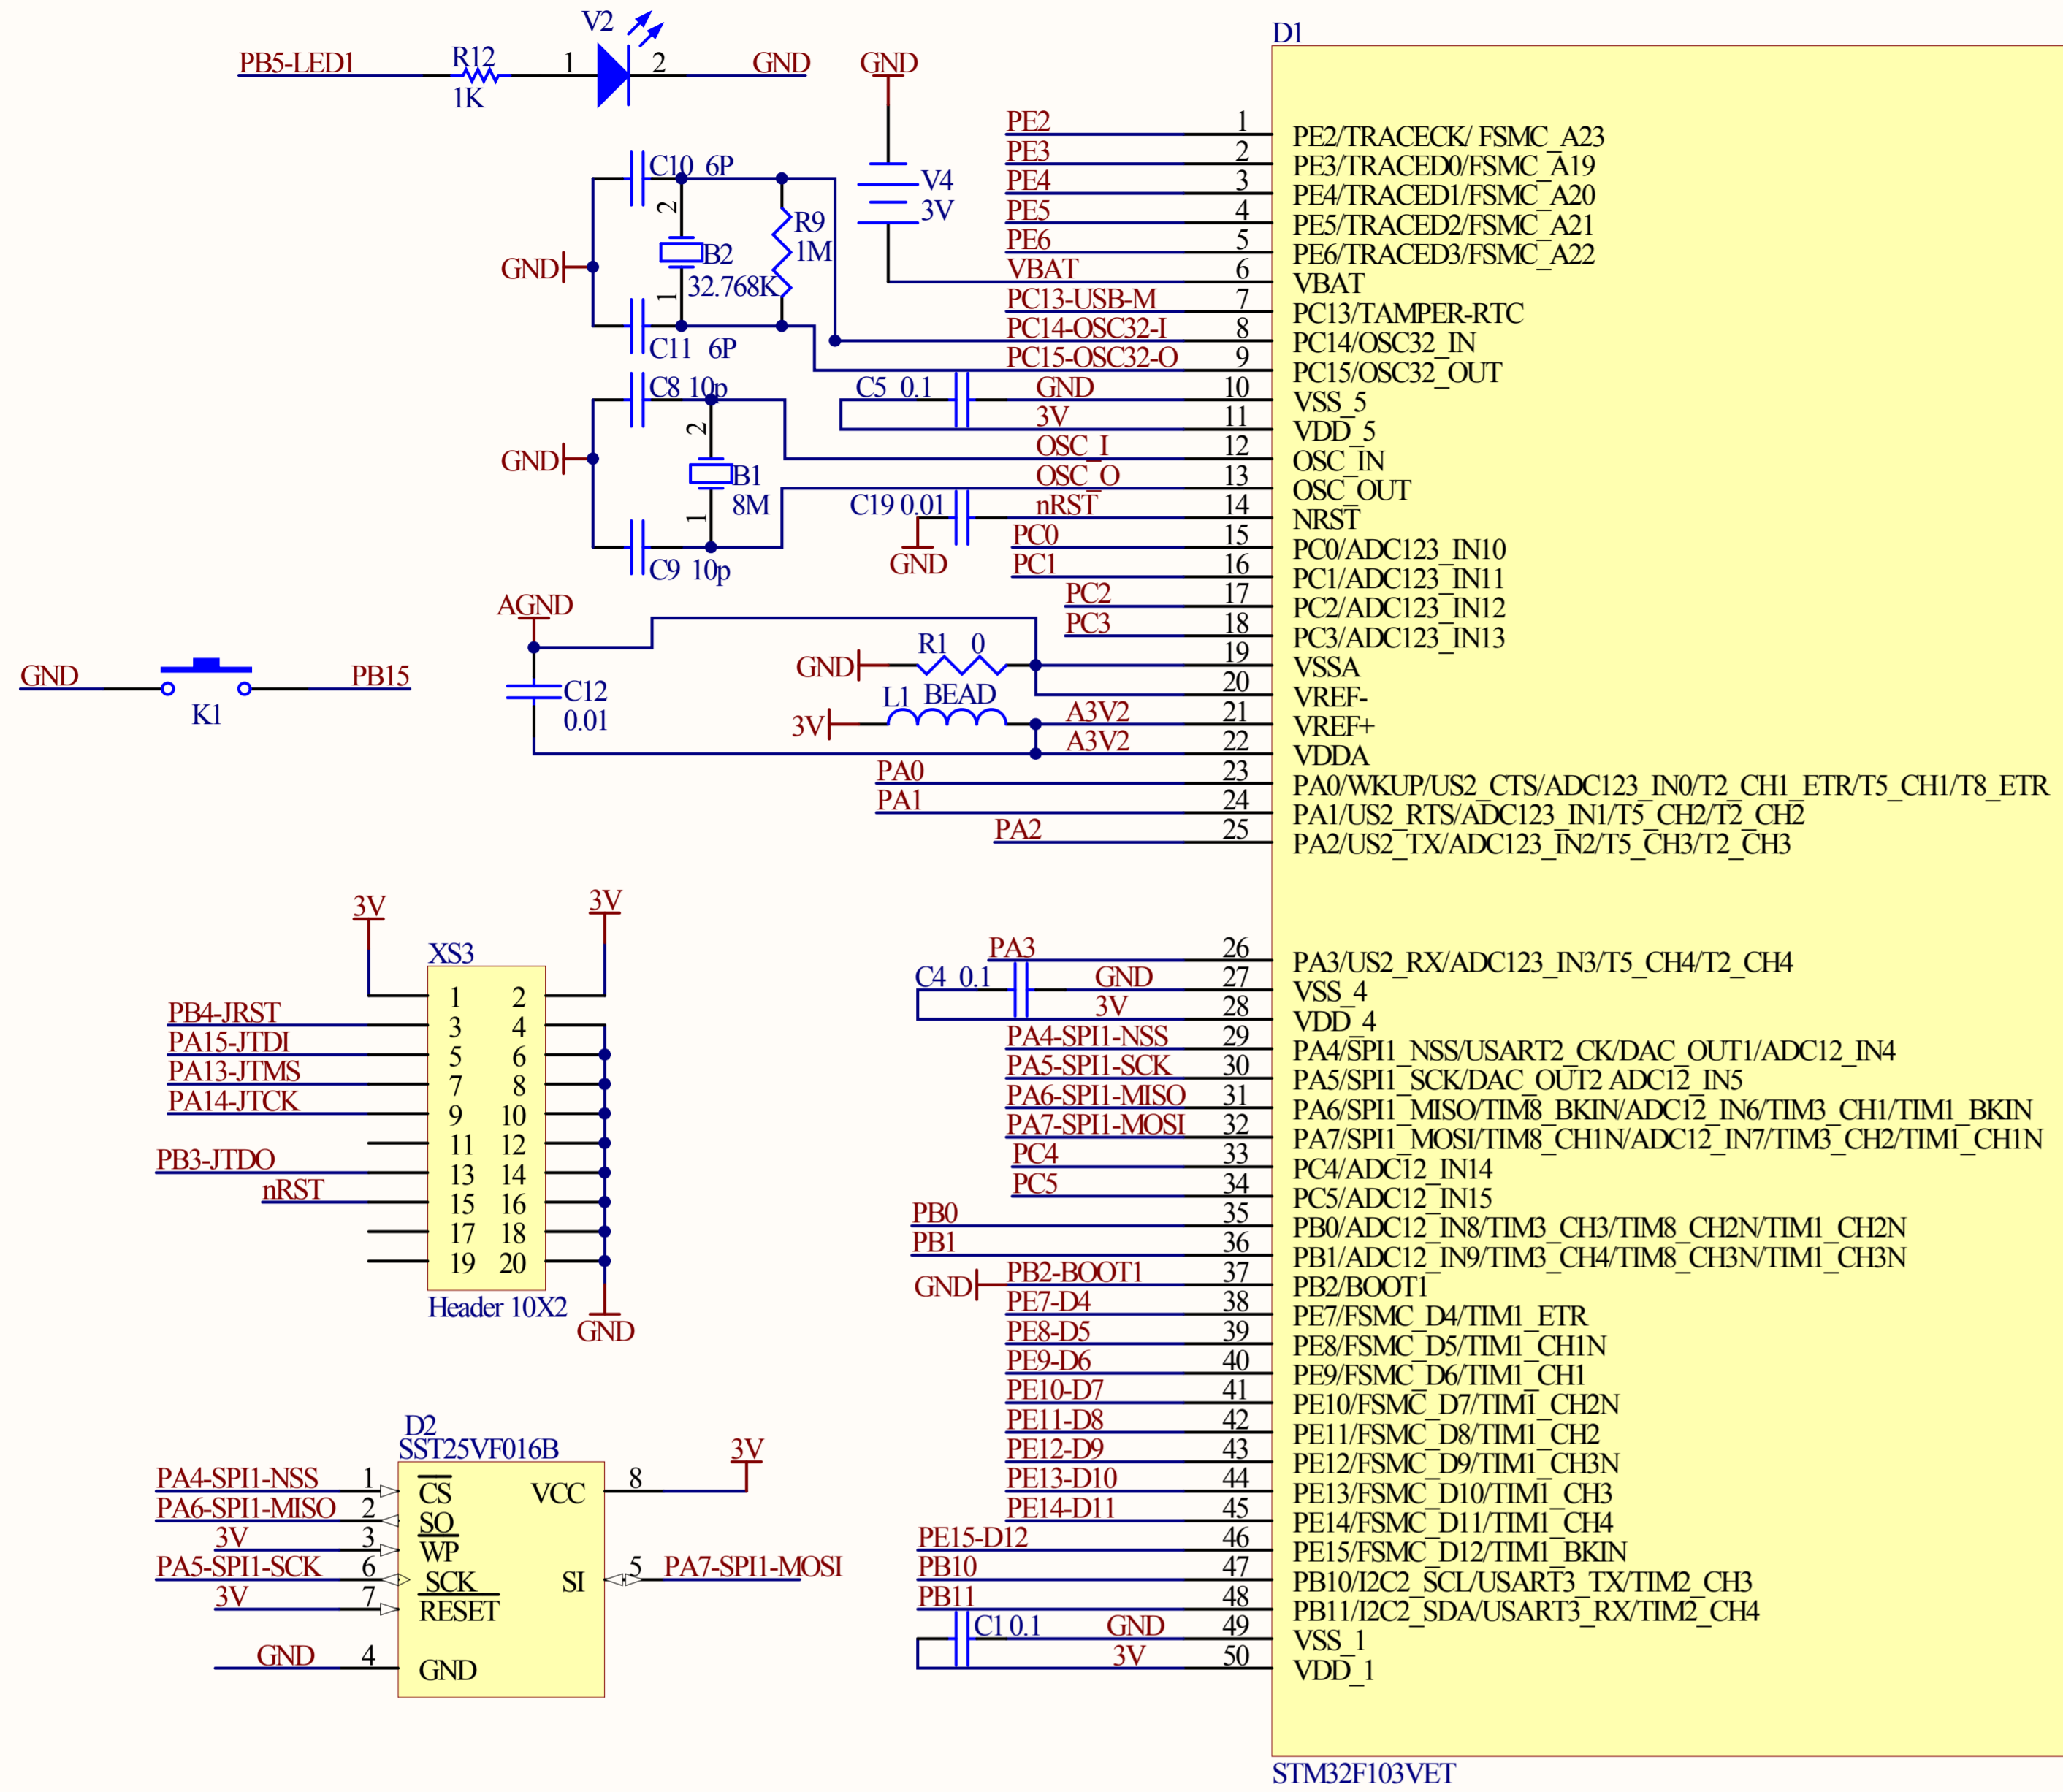 V2
PB5-LED1 R12 1 2 GND
1K
GND
C10 6P
2
R9
1M
B2
32.768K
1
GND
C11 6P
V4
3V
C8 10p
2
GND
B1
8M
1
C9 10p
C5 0.1
C19 0.01
GND
AGND
C12
0.01
GND R1 0
L1 BEAD
3V
GND PB15
K1
D1
PE2 1 PE2/TRACECK/ FSMC_A23
PE3 2 PE3/TRACED0/FSMC_A19
PE4 3 PE4/TRACED1/FSMC_A20
PE5 4 PE5/TRACED2/FSMC_A21
PE6 5 PE6/TRACED3/FSMC_A22
VBAT 6 VBAT
PC13-USB-M 7 PC13/TAMPER-RTC
PC14-OSC32-I 8 PC14/OSC32_IN
PC15-OSC32-O 9 PC15/OSC32_OUT
GND 10 VSS_5
3V 11 VDD_5
OSC_I 12 OSC_IN
OSC_O 13 OSC_OUT
nRST 14 NRST
PC0 15 PC0/ADC123_IN10
PC1 16 PC1/ADC123_IN11
PC2 17 PC2/ADC123_IN12
PC3 18 PC3/ADC123_IN13
19 VSSA
20 VREF-
A3V2 21 VREF+
A3V2 22 VDDA
PA0 23 PA0/WKUP/US2_CTS/ADC123_IN0/T2_CH1_ETR/T5_CH1/T8_ETR
PA1 24 PA1/US2_RTS/ADC123_IN1/T5_CH2/T2_CH2
PA2 25 PA2/US2_TX/ADC123_IN2/T5_CH3/T2_CH3
PA3 26 PA3/US2_RX/ADC123_IN3/T5_CH4/T2_CH4
C4 0.1 GND 27 VSS_4
3V 28 VDD_4
PA4-SPI1-NSS 29 PA4/SPI1_NSS/USART2_CK/DAC_OUT1/ADC12_IN4
PA5-SPI1-SCK 30 PA5/SPI1_SCK/DAC_OUT2 ADC12_IN5
PA6-SPI1-MISO 31 PA6/SPI1_MISO/TIM8_BKIN/ADC12_IN6/TIM3_CH1/TIM1_BKIN
PA7-SPI1-MOSI 32 PA7/SPI1_MOSI/TIM8_CH1N/ADC12_IN7/TIM3_CH2/TIM1_CH1N
PC4 33 PC4/ADC12_IN14
PC5 34 PC5/ADC12_IN15
PB0 35 PB0/ADC12_IN8/TIM3_CH3/TIM8_CH2N/TIM1_CH2N
PB1 36 PB1/ADC12_IN9/TIM3_CH4/TIM8_CH3N/TIM1_CH3N
GND PB2-BOOT1 37 PB2/BOOT1
PE7-D4 38 PE7/FSMC_D4/TIM1_ETR
PE8-D5 39 PE8/FSMC_D5/TIM1_CH1N
PE9-D6 40 PE9/FSMC_D6/TIM1_CH1
PE10-D7 41 PE10/FSMC_D7/TIM1_CH2N
PE11-D8 42 PE11/FSMC_D8/TIM1_CH2
PE12-D9 43 PE12/FSMC_D9/TIM1_CH3N
PE13-D10 44 PE13/FSMC_D10/TIM1_CH3
PE14-D11 45 PE14/FSMC_D11/TIM1_CH4
PE15-D12 46 PE15/FSMC_D12/TIM1_BKIN
PB10 47 PB10/I2C2_SCL/USART3_TX/TIM2_CH3
PB11 48 PB11/I2C2_SDA/USART3_RX/TIM2_CH4
C1 0.1 GND 49 VSS_1
3V 50 VDD_1
STM32F103VET
3V 3V
XS3
1 2
PB4-JRST 3 4
PA15-JTDI 5 6
PA13-JTMS 7 8
PA14-JTCK 9 10
11 12
PB3-JTDO 13 14
nRST 15 16
17 18
19 20
Header 10X2
GND
D2
SST25VF016B
PA4-SPI1-NSS 1 CS VCC 8 3V
PA6-SPI1-MISO 2 SO
3V 3 WP
PA5-SPI1-SCK 6 SCK SI 5 PA7-SPI1-MOSI
3V 7 RESET
GND 4 GND